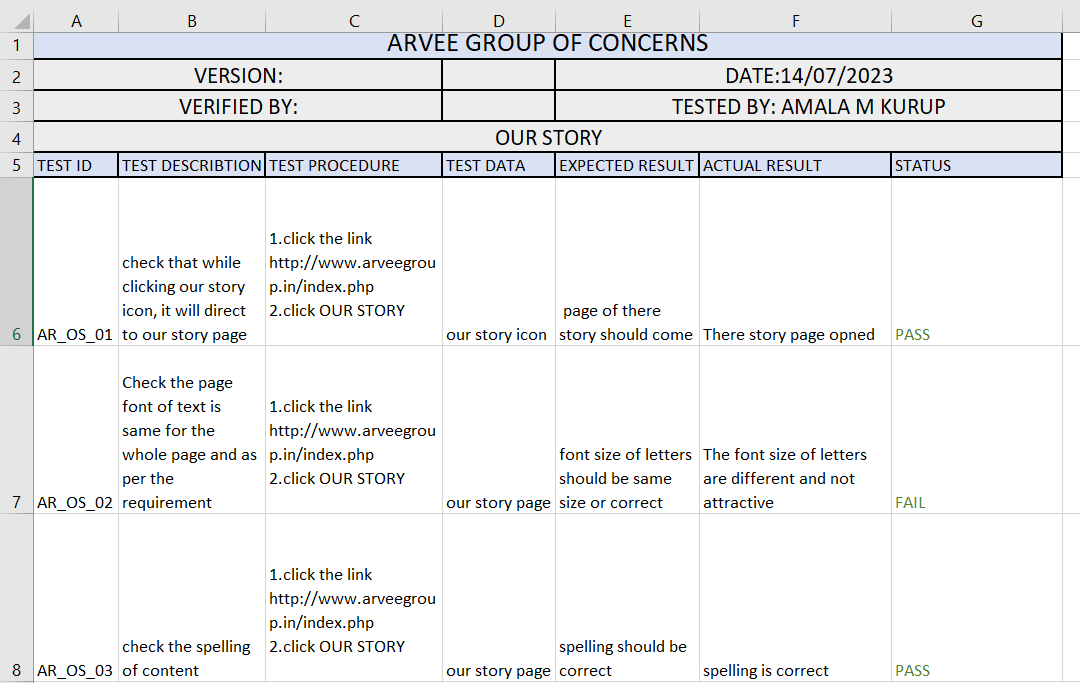 A B C D E F G
1 ARVEE GROUP OF CONCERNS
2 VERSION: DATE:14/07/2023
3 VERIFIED BY: TESTED BY: AMALA M KURUP
4 OUR STORY
5 TEST ID TEST DESCRIBTION TEST PROCEDURE TEST DATA EXPECTED RESULT ACTUAL RESULT STATUS
6 AR_OS_01
check that while
clicking our story
icon, it will direct
to our story page
1.click the link
http://www.arveegrou
p.in/index.php
2.click OUR STORY
our story icon
page of there
story should come
There story page opned
PASS
7 AR_OS_02
Check the page
font of text is
same for the
whole page and as
per the
requirement
1.click the link
http://www.arveegrou
p.in/index.php
2.click OUR STORY
our story page
font size of letters
should be same
size or correct
The font size of letters
are different and not
attractive
FAIL
8 AR_OS_03
check the spelling
of content
1.click the link
http://www.arveegrou
p.in/index.php
2.click OUR STORY
our story page
spelling should be
correct
spelling is correct
PASS